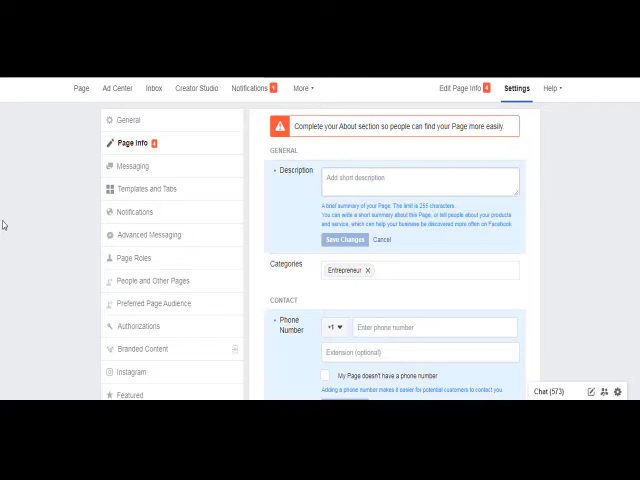 Page Ad Center Inbox Creator Studio Notifications More Edit Page Info 4 Settings Help
General
Page Info
Messaging
Templates and Tabs
Notifications
Advanced Messaging
Page Roles
People and Other Pages
Preferred Page Audience
Authorizations
Branded Content
Instagram
Featured
Complete your About section so people can find your Page more easily.
GENERAL
Description
Add short description
A brief summary of your Page. The limit is 255 characters.
You can write a short summary about this Page, or tell people about your products
and service, which can help your business be discovered more often on Facebook
Save Changes Cancel
Categories
Entrepreneur
CONTACT
Phone
Number
+1 Enter phone number
Extension (optional)
My Page doesn't have a phone number
Adding a phone number makes it easier for potential customers to contact you
Chat (573)